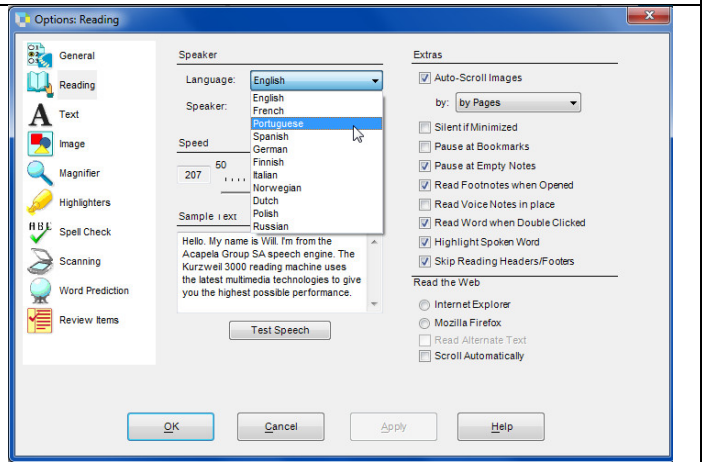 Options: Reading
General
Reading
Text
Image
Magnifier
Highlighters
Spell Check
Scanning
Word Prediction
Review Items
Speaker
Language: English
English
French
Portuguese
Spanish
German
Finnish
Italian
Norwegian
Dutch
Polish
Russian
Speaker:
Speed
207
50
Sample Text
Hello. My name is Will. I'm from the
Acapela Group SA speech engine. The
Kurzweil 3000 reading machine uses
the latest multimedia technologies to give
you the highest possible performance.
Test Speech
Extras
Auto-Scroll Images
by: by Pages
Silent if Minimized
Pause at Bookmarks
Pause at Empty Notes
Read Footnotes when Opened
Read Voice Notes in place
Read Word when Double Clicked
Highlight Spoken Word
Skip Reading Headers/Footers
Read the Web
Internet Explorer
Mozilla Firefox
Read Alternate Text
Scroll Automatically
OK
Cancel
Apply
Help